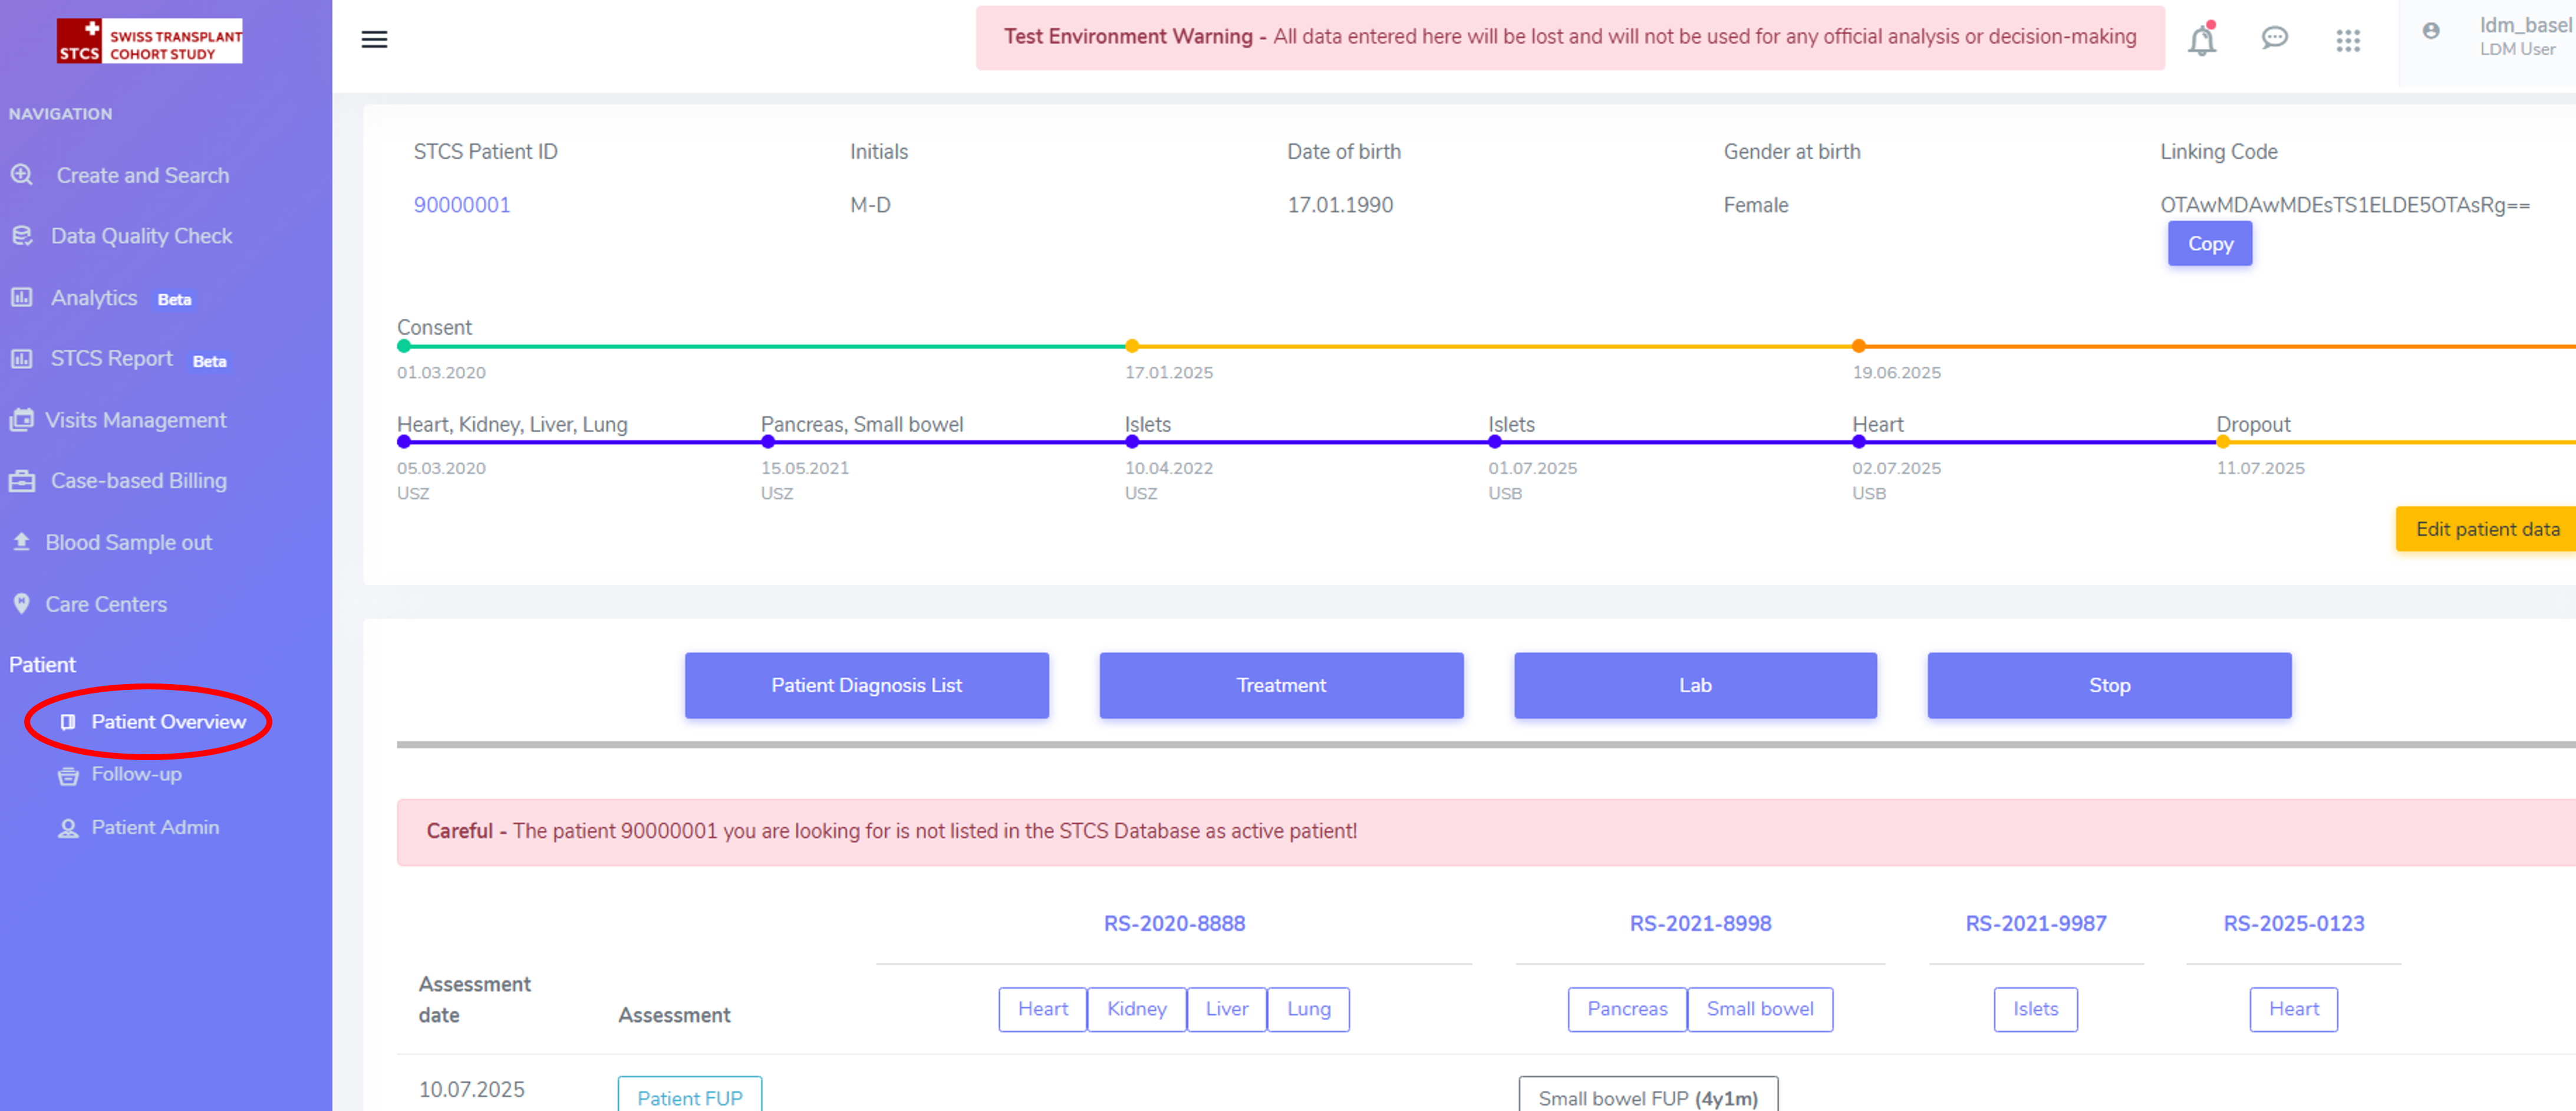 STCS SWISS TRANSPLANT COHORT STUDY
Test Environment Warning - All data entered here will be lost and will not be used for any official analysis or decision-making
ldm_basel
LDM User
NAVIGATION
Create and Search
Data Quality Check
Analytics Beta
STCS Report Beta
Visits Management
Case-based Billing
Blood Sample out
Care Centers
Patient
Patient Overview
Follow-up
Patient Admin
STCS Patient ID Initials Date of birth Gender at birth Linking Code
90000001 M-D 17.01.1990 Female OTAwMDAwMDEsTS1ELDE5OTAsRg==
Copy
Consent
01.03.2020 17.01.2025 19.06.2025
Heart, Kidney, Liver, Lung Pancreas, Small bowel Islets Islets Heart Dropout
05.03.2020 15.05.2021 10.04.2022 01.07.2025 02.07.2025 11.07.2025
USZ USZ USZ USB USB
Edit patient data
Patient Diagnosis List Treatment Lab Stop
Careful - The patient 90000001 you are looking for is not listed in the STCS Database as active patient!
RS-2020-8888 RS-2021-8998 RS-2021-9987 RS-2025-0123
Assessment date Assessment Heart Kidney Liver Lung Pancreas Small bowel Islets Heart
10.07.2025 Patient FUP Small bowel FUP (4y1m)